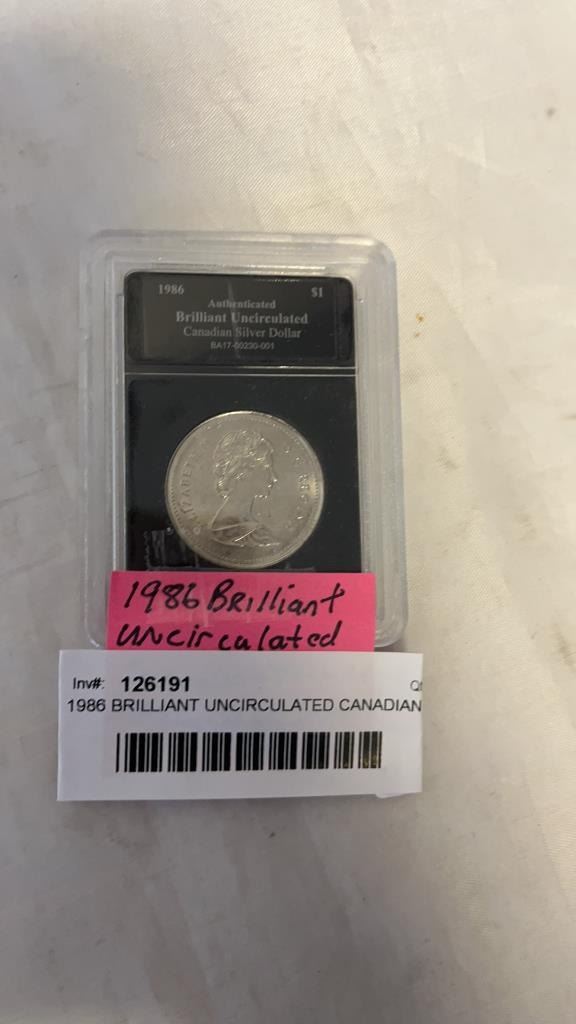 1986 $1
Authenticated
Brilliant Uncirculated
Canadian Silver Dollar
BA17-00230-001
ELIZABETH II D·G·REGINA
1986 BRilliant
uncirculated
Inv#: 126191
1986 BRILLIANT UNCIRCULATED CANADIAN